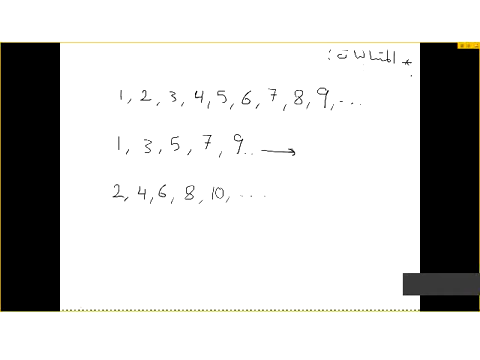 * المتتاليات :
1, 2, 3, 4, 5, 6, 7, 8, 9, ...
1, 3, 5, 7, 9.. →
2, 4, 6, 8, 10, ....